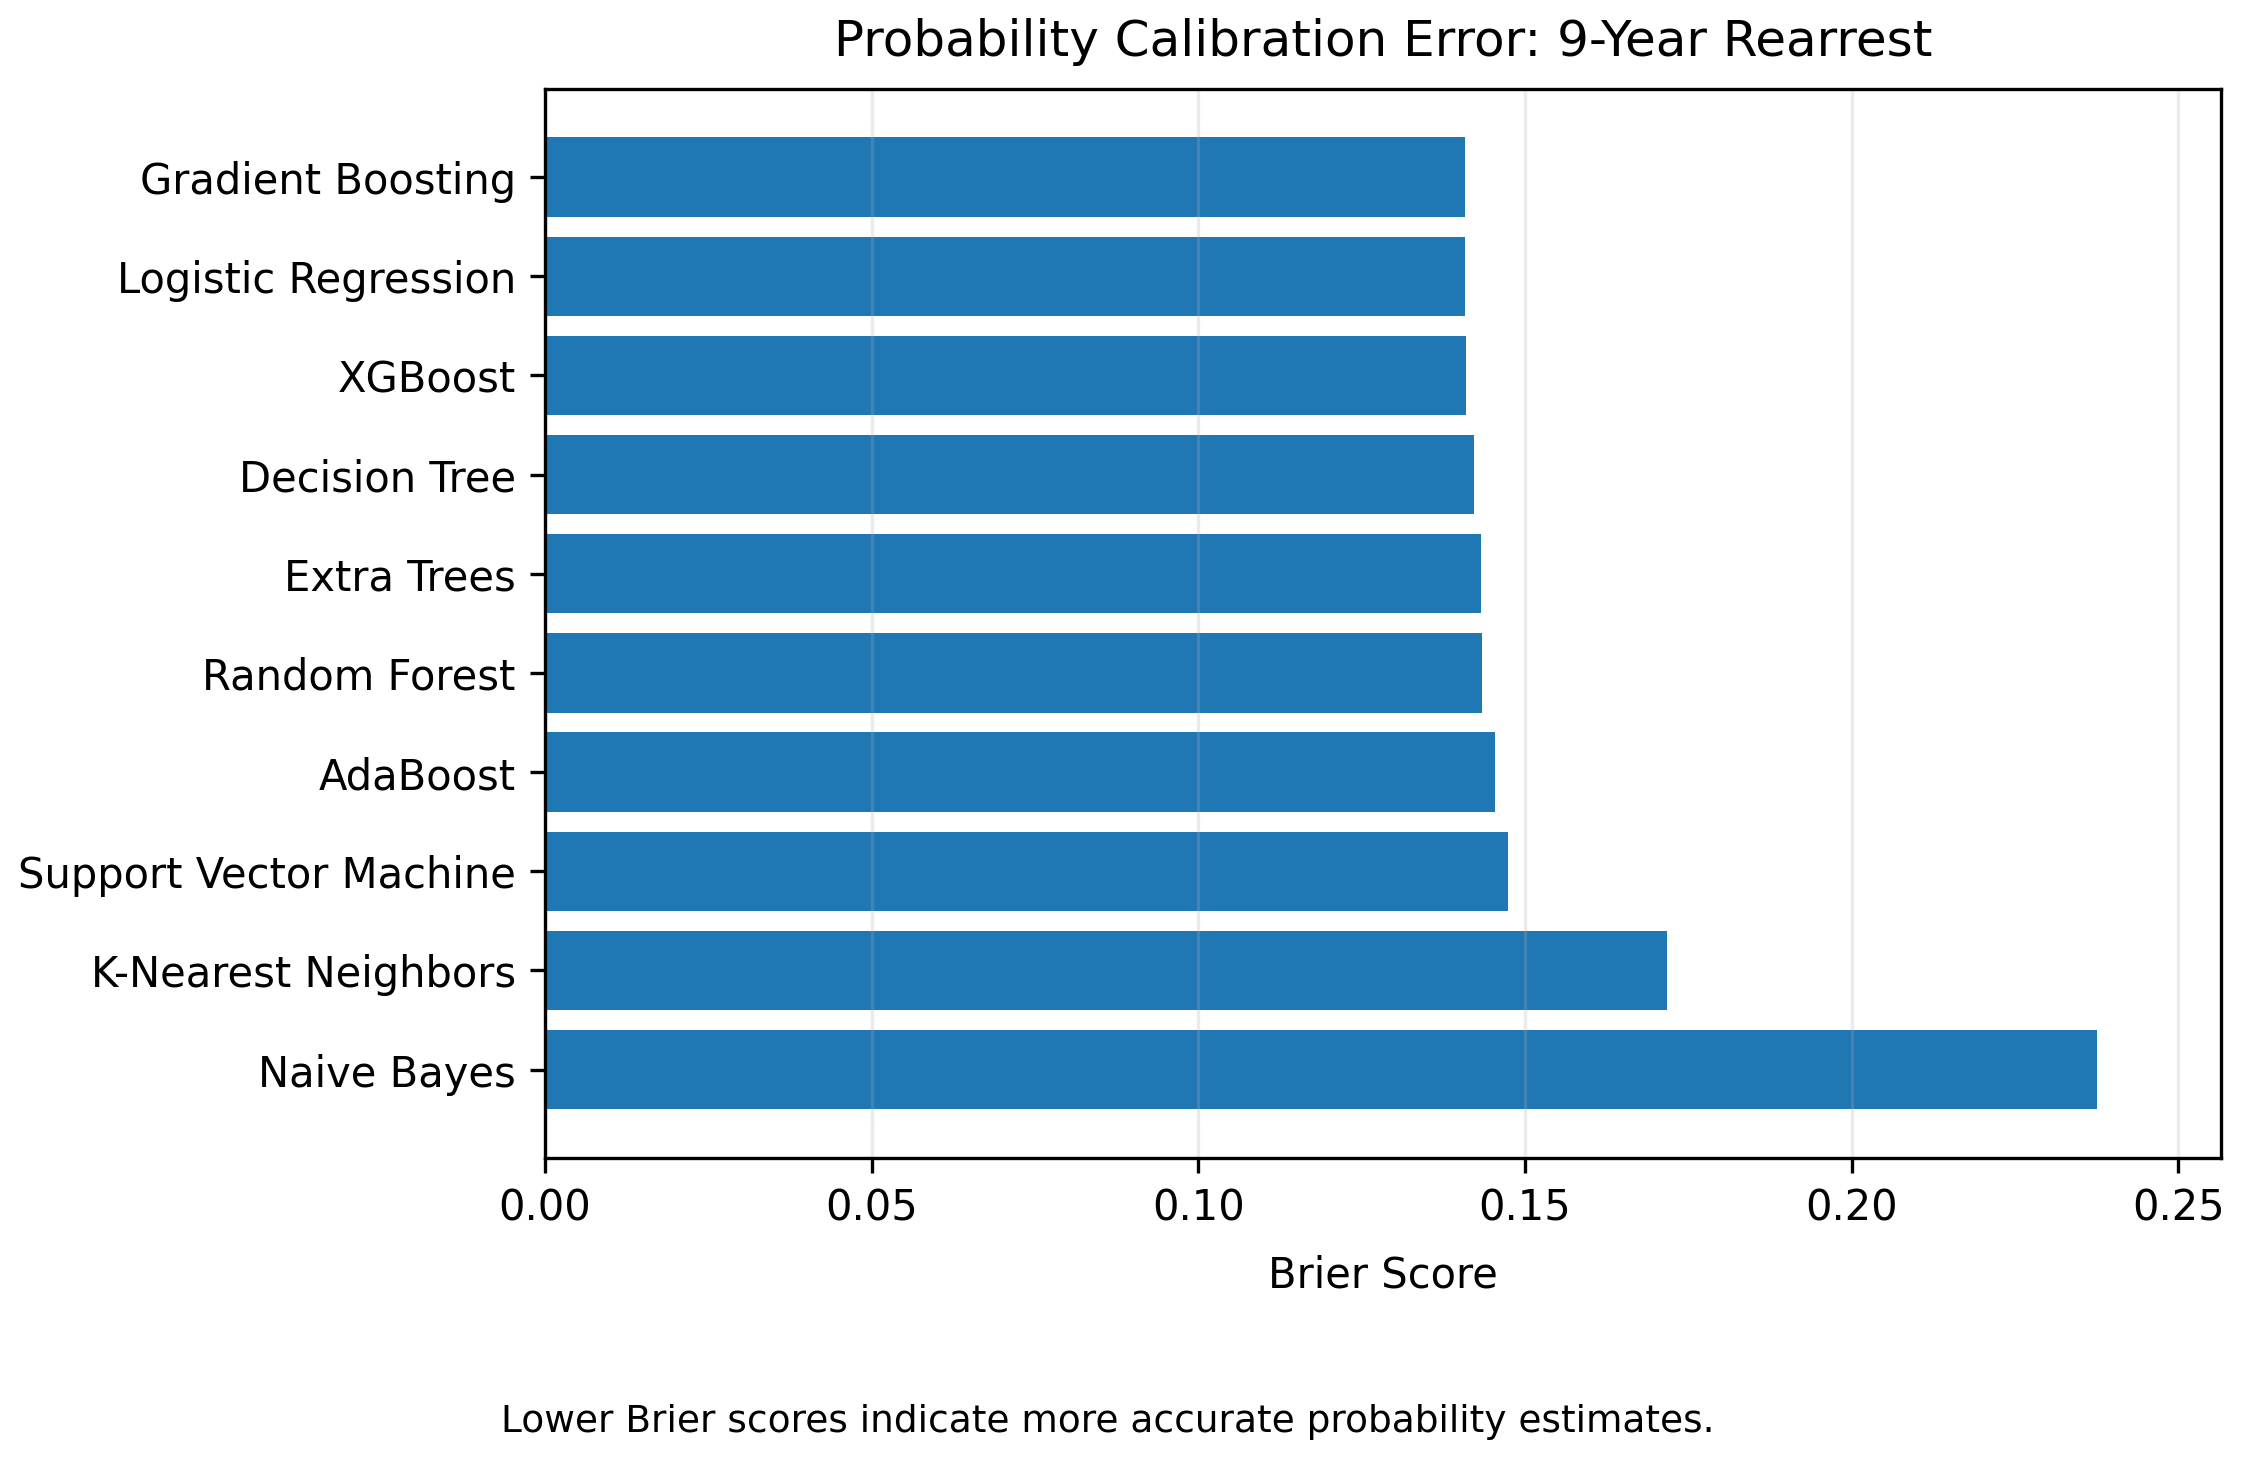 Probability Calibration Error: 9-Year Rearrest
Gradient Boosting
Logistic Regression
XGBoost
Decision Tree
Extra Trees
Random Forest
AdaBoost
Support Vector Machine
K-Nearest Neighbors
Naive Bayes
0.00 0.05 0.10 0.15 0.20 0.25
Brier Score
Lower Brier scores indicate more accurate probability estimates.